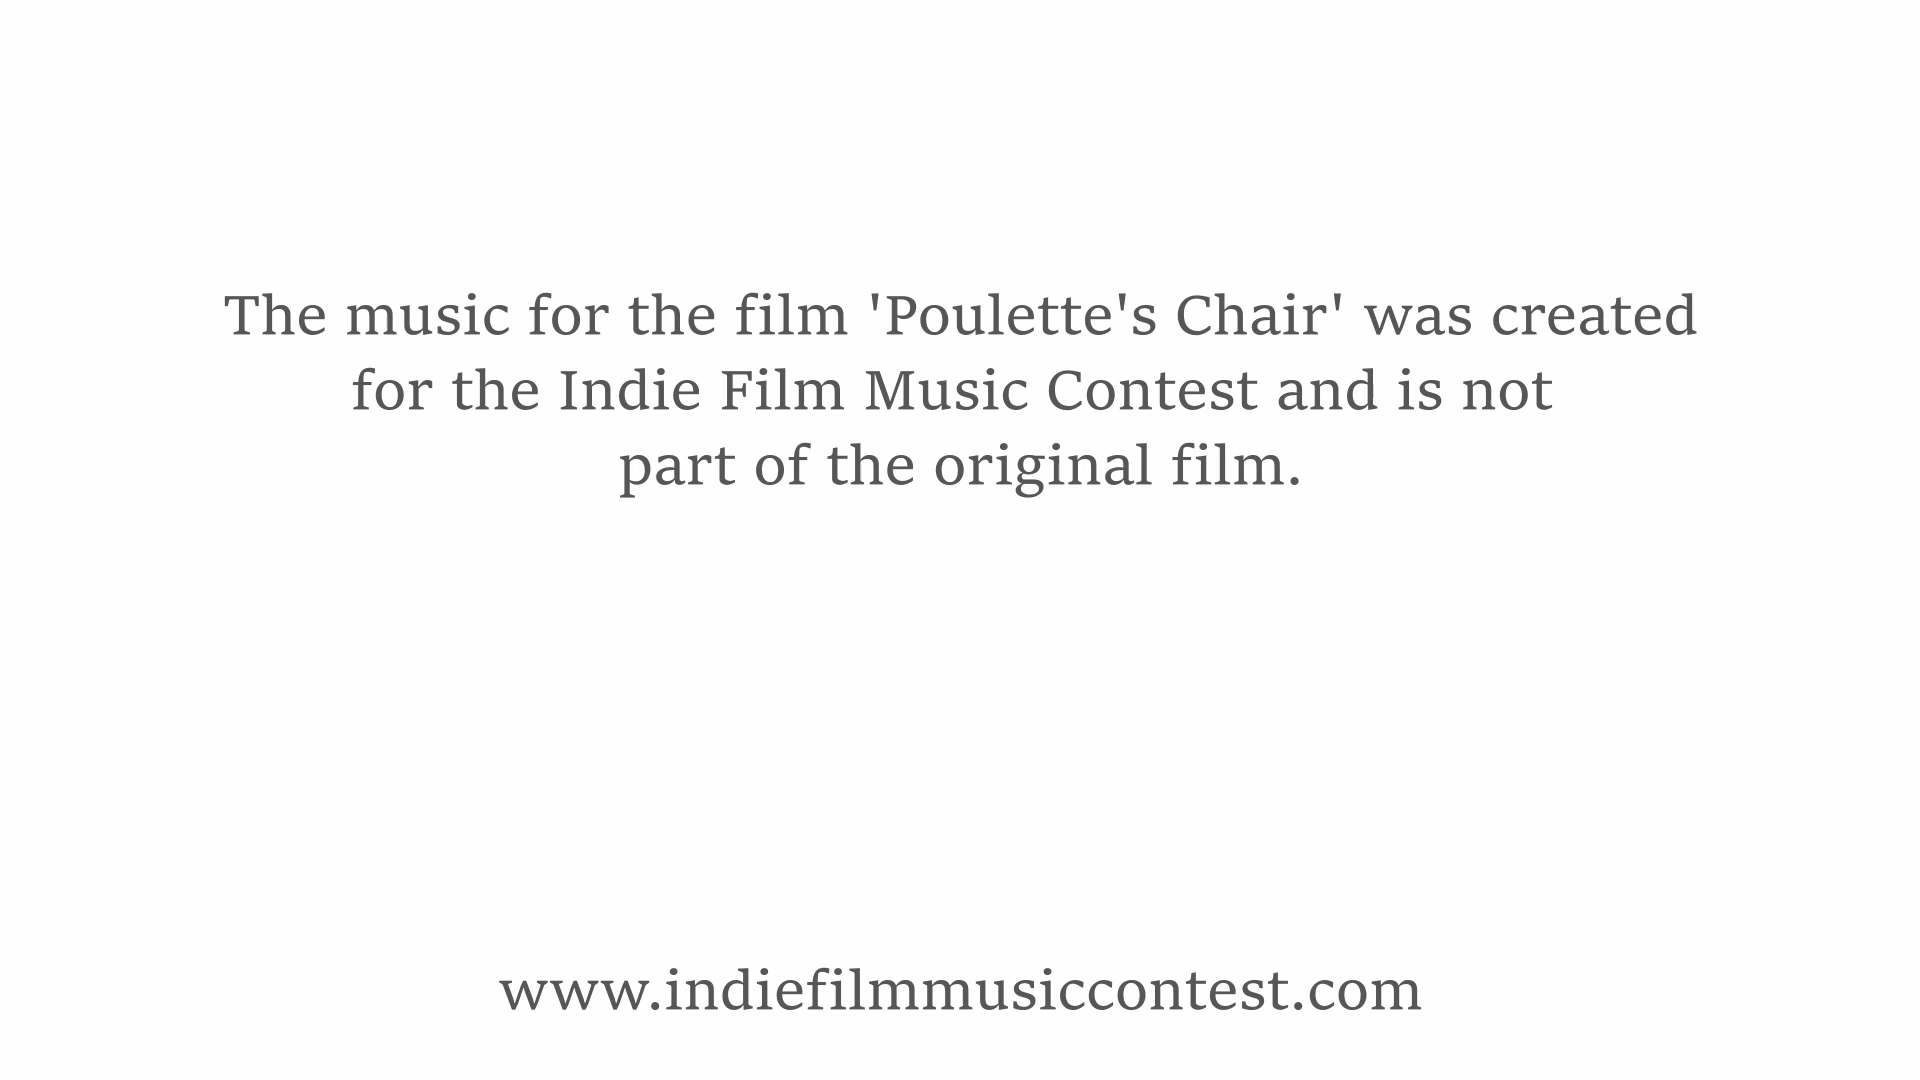 The music for the film 'Poulette's Chair' was created
for the Indie Film Music Contest and is not
part of the original film.
www.indiefilmmusiccontest.com